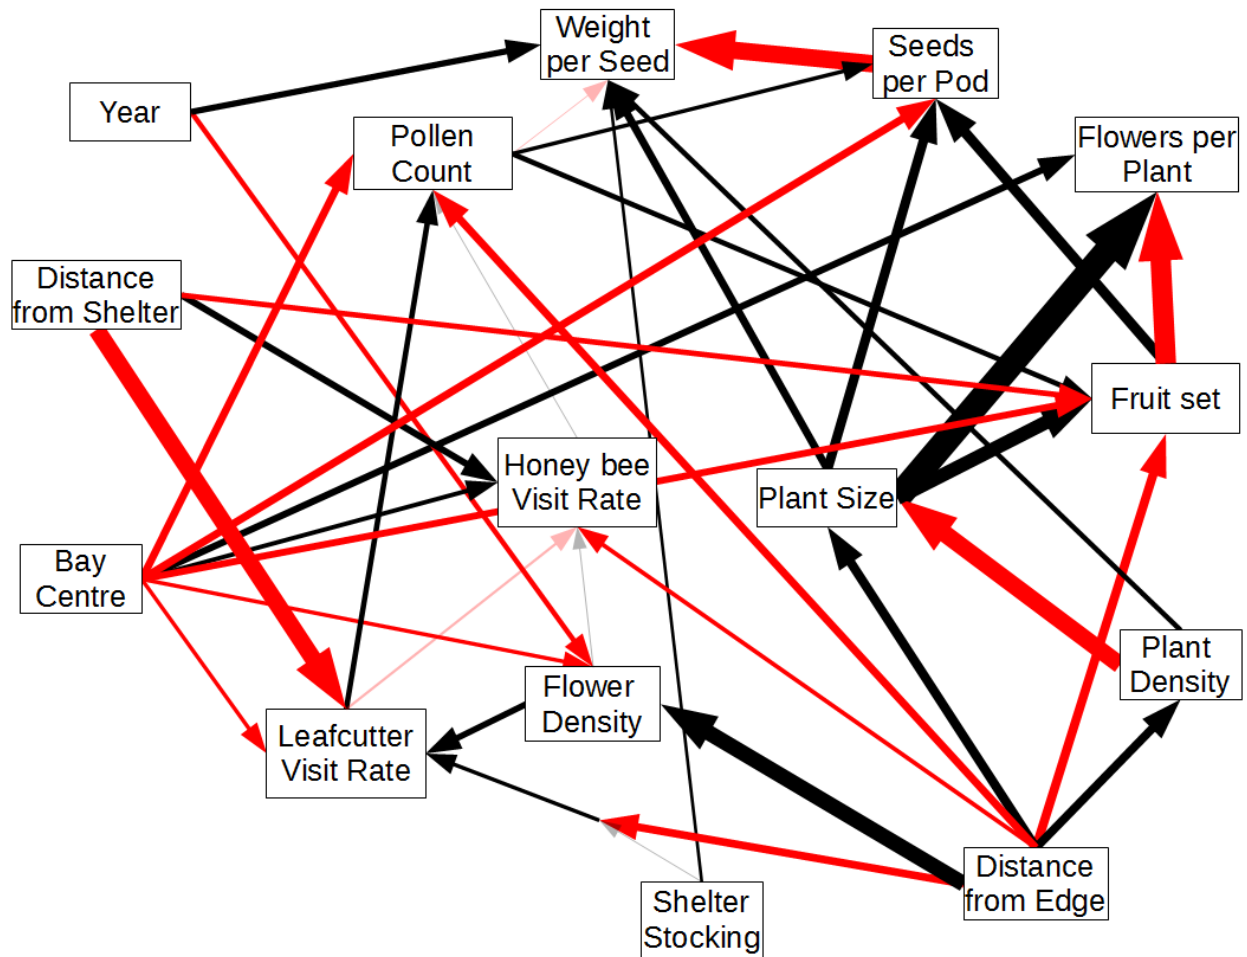 Weight
per Seed
Seeds
per Pod
Year
Pollen
Count
Flowers per
Plant
Distance
from Shelter
Fruit set
Honey bee
Visit Rate
Plant Size
Bay
Centre
Plant
Density
Flower
Density
Leafcutter
Visit Rate
Distance
from Edge
Shelter
Stocking